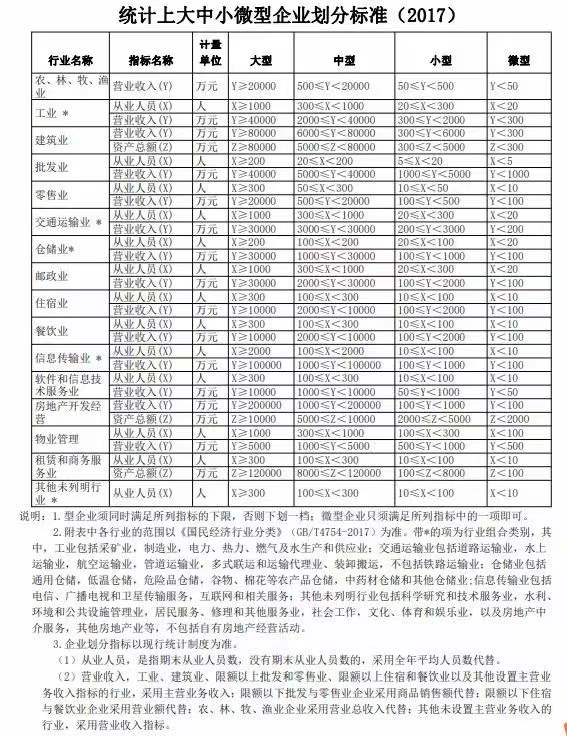 统计上大中小微型企业划分标准（2017）
行业名称 指标名称 计量单位 大型 中型 小型 微型
农、林、牧、渔业 营业收入(Y) 万元 Y≥20000 500≤Y＜20000 50≤Y＜500 Y＜50
工业 * 从业人员(X) 人 X≥1000 300≤X＜1000 20≤X＜300 X＜20
营业收入(Y) 万元 Y≥40000 2000≤Y＜40000 300≤Y＜2000 Y＜300
建筑业 营业收入(Y) 万元 Y≥80000 6000≤Y＜80000 300≤Y＜6000 Y＜300
资产总额(Z) 万元 Z≥80000 5000≤Z＜80000 300≤Z＜5000 Z＜300
批发业 从业人员(X) 人 X≥200 20≤X＜200 5≤X＜20 X＜5
营业收入(Y) 万元 Y≥40000 5000≤Y＜40000 1000≤Y＜5000 Y＜1000
零售业 从业人员(X) 人 X≥300 50≤X＜300 10≤X＜50 X＜10
营业收入(Y) 万元 Y≥20000 500≤Y＜20000 100≤Y＜500 Y＜100
交通运输业 * 从业人员(X) 人 X≥1000 300≤X＜1000 20≤X＜300 X＜20
营业收入(Y) 万元 Y≥30000 3000≤Y＜30000 200≤Y＜3000 Y＜200
仓储业* 从业人员(X) 人 X≥200 100≤X＜200 20≤X＜100 X＜20
营业收入(Y) 万元 Y≥30000 1000≤Y＜30000 100≤Y＜1000 Y＜100
邮政业 从业人员(X) 人 X≥1000 300≤X＜1000 20≤X＜300 X＜20
营业收入(Y) 万元 Y≥30000 2000≤Y＜30000 100≤Y＜2000 Y＜100
住宿业 从业人员(X) 人 X≥300 100≤X＜300 10≤X＜100 X＜10
营业收入(Y) 万元 Y≥10000 2000≤Y＜10000 100≤Y＜2000 Y＜100
餐饮业 从业人员(X) 人 X≥300 100≤X＜300 10≤X＜100 X＜10
营业收入(Y) 万元 Y≥10000 2000≤Y＜10000 100≤Y＜2000 Y＜100
信息传输业 * 从业人员(X) 人 X≥2000 100≤X＜2000 10≤X＜100 X＜10
营业收入(Y) 万元 Y≥100000 1000≤Y＜100000 100≤Y＜1000 Y＜100
软件和信息技术服务业 从业人员(X) 人 X≥300 100≤X＜300 10≤X＜100 X＜10
营业收入(Y) 万元 Y≥10000 1000≤Y＜10000 50≤Y＜1000 Y＜50
房地产开发经营 营业收入(Y) 万元 Y≥200000 1000≤Y＜200000 100≤Y＜1000 Y＜100
资产总额(Z) 万元 Z≥10000 5000≤Z＜10000 2000≤Z＜5000 Z＜2000
物业管理 从业人员(X) 人 X≥1000 300≤X＜1000 100≤X＜300 X＜100
营业收入(Y) 万元 Y≥5000 1000≤Y＜5000 500≤Y＜1000 Y＜500
租赁和商务服务业 从业人员(X) 人 X≥300 100≤X＜300 10≤X＜100 X＜10
资产总额(Z) 万元 Z≥120000 8000≤Z＜120000 100≤Z＜8000 Z＜100
其他未列明行业 * 从业人员(X) 人 X≥300 100≤X＜300 10≤X＜100 X＜10
说明：1.型企业须同时满足所列指标的下限，否则下划一档；微型企业只须满足所列指标中的一项即可。
2.附表中各行业的范围以《国民经济行业分类》（GB/T4754-2017）为准。带*的项为行业组合类别，其
中，工业包括采矿业，制造业，电力、热力、燃气及水生产和供应业；交通运输业包括道路运输业，水上
运输业，航空运输业，管道运输业，多式联运和运输代理业、装卸搬运，不包括铁路运输业；仓储业包括
通用仓储，低温仓储，危险品仓储，谷物、棉花等农产品仓储，中药材仓储和其他仓储业；信息传输业包括
电信、广播电视和卫星传输服务，互联网和相关服务；其他未列明行业包括科学研究和技术服务业，水利、
环境和公共设施管理业，居民服务、修理和其他服务业，社会工作，文化、体育和娱乐业，以及房地产中
介服务，其他房地产业等，不包括自有房地产经营活动。
3.企业划分指标以现行统计制度为准。
（1）从业人员，是指期末从业人员数，没有期末从业人员数的，采用全年平均人员数代替。
（2）营业收入，工业、建筑业、限额以上批发和零售业、限额以上住宿和餐饮业以及其他设置主营业
务收入指标的行业，采用主营业务收入；限额以下批发与零售业企业采用商品销售额代替；限额以下住宿
与餐饮业企业采用营业额代替；农、林、牧、渔业企业采用营业总收入代替；其他未设置主营业务收入的
行业，采用营业收入指标。